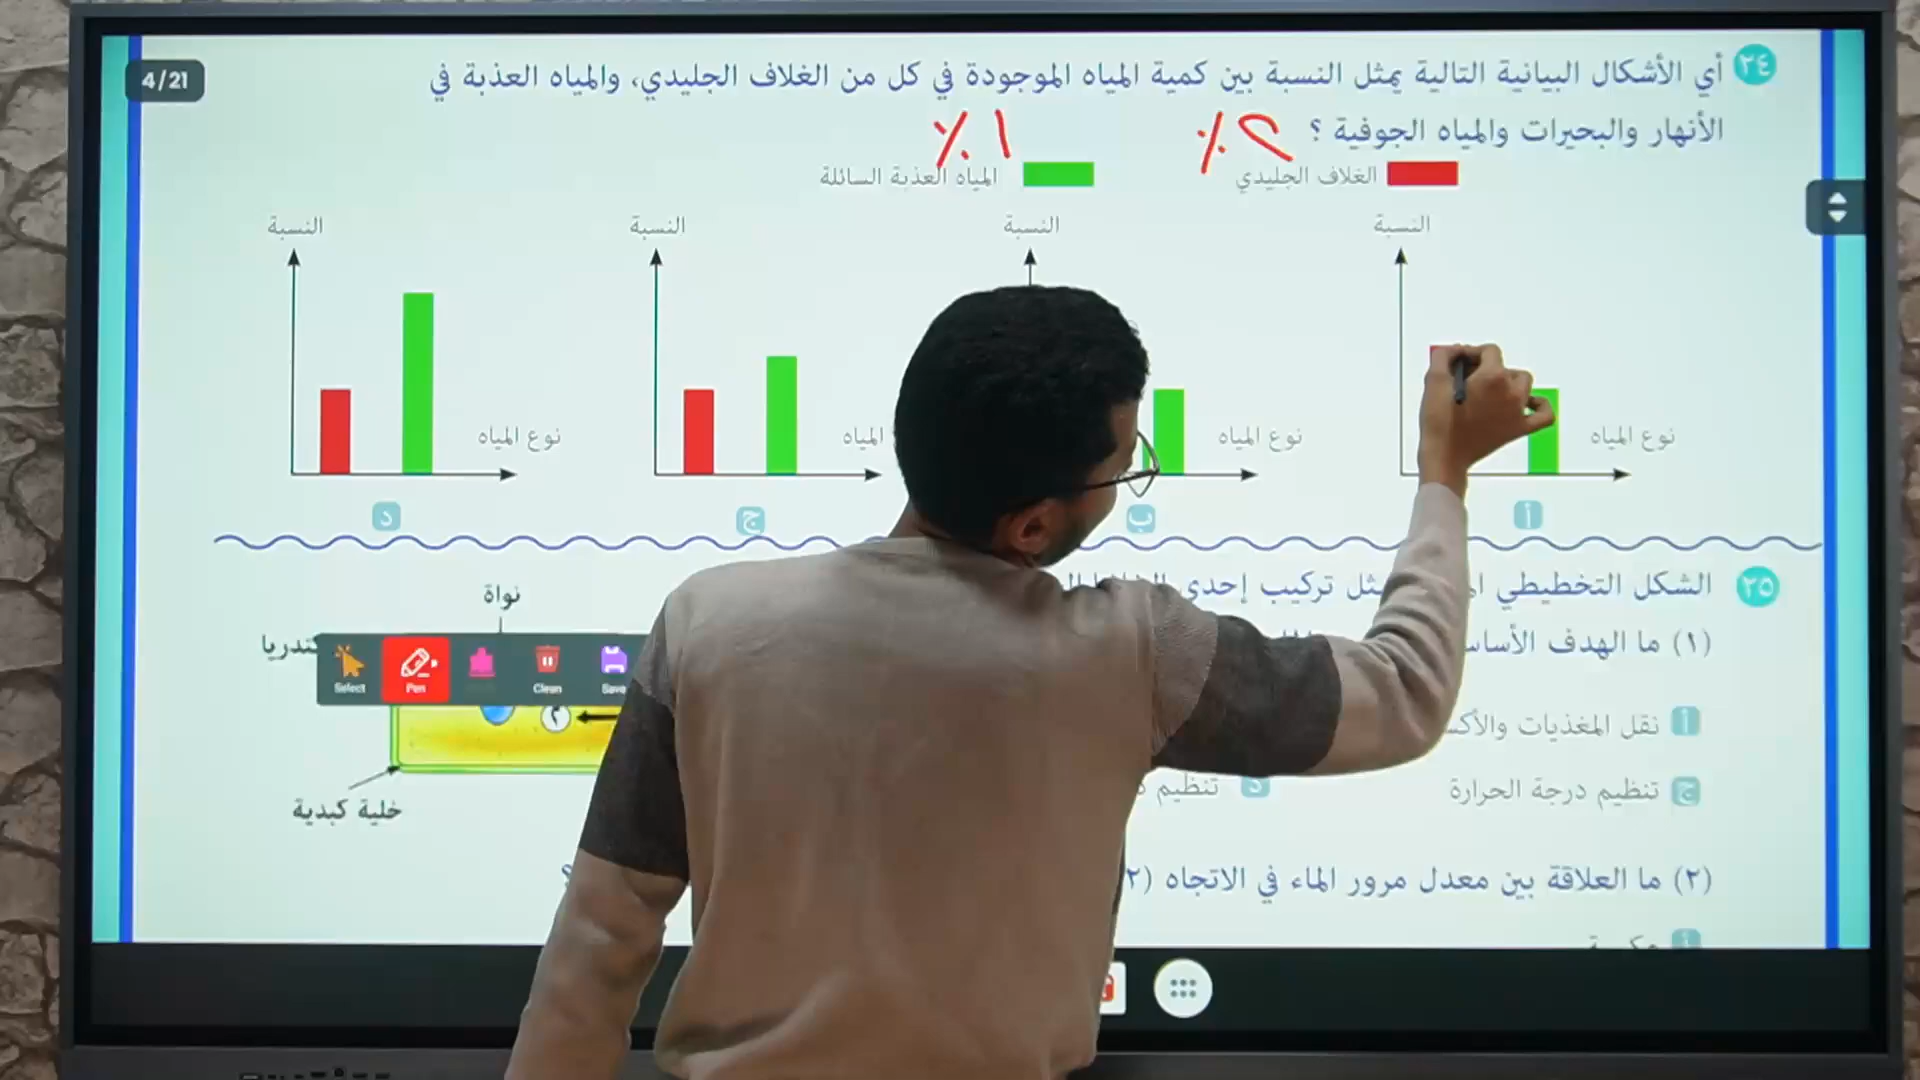 4/21
٢٤ أي الأشكال البيانية التالية يمثل النسبة بين كمية المياه الموجودة في كل من الغلاف الجليدي، والمياه العذبة في
الأنهار والبحيرات والمياه الجوفية ؟
٢٪ ١٪
الغلاف الجليدي المياه العذبة السائلة
النسبة النسبة النسبة النسبة
نوع المياه نوع المياه المياه نوع المياه
أ ب ج د
٢٥ الشكل التخطيطي تركيب إحدى
نواة
(١) ما الهدف
Select Pen Clean Save
أ نقل المغذيات
٢
ج تنظيم درجة الحرارة د تنظيم
خلية كبدية
(٢) ما العلاقة بين معدل مرور الماء في الاتجاه (٢
أ